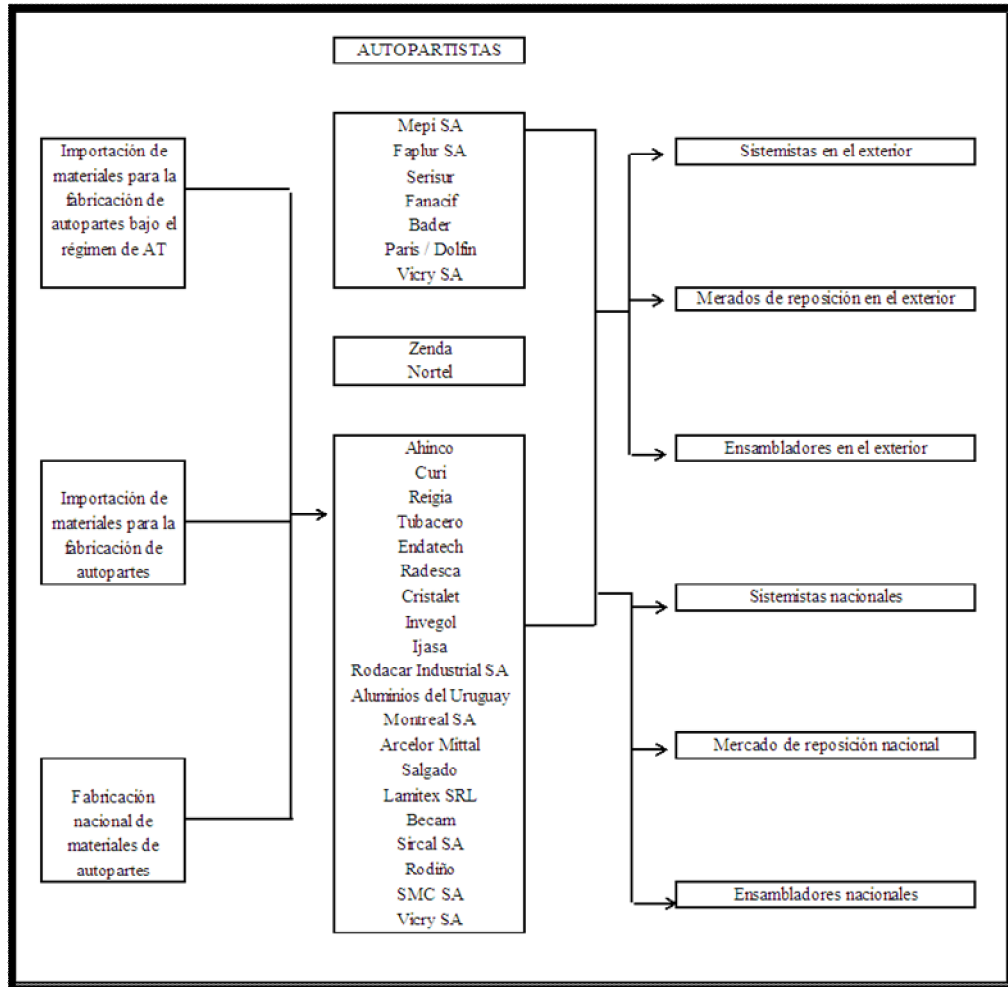 AUTOPARTISTAS
Importación de
materiales para la
fabricación de
autopartes bajo el
régimen de AT
Importación de
materiales para la
fabricación de
autopartes
Fabricación
nacional de
materiales de
autopartes
Mepi SA
Faplur SA
Serisur
Fanacif
Bader
Paris / Dolfin
Vicry SA
Zenda
Nortel
Ahinco
Curi
Reigia
Tubacero
Endatech
Radesca
Cristalet
Invegol
Ijasa
Rodacar Industrial SA
Aluminios del Uruguay
Montreal SA
Arcelor Mittal
Salgado
Lamitex SRL
Becam
Sircal SA
Rodiño
SMC SA
Vicry SA
Sistemistas en el exterior
Merados de reposición en el exterior
Ensambladores en el exterior
Sistemistas nacionales
Mercado de reposición nacional
Ensambladores nacionales